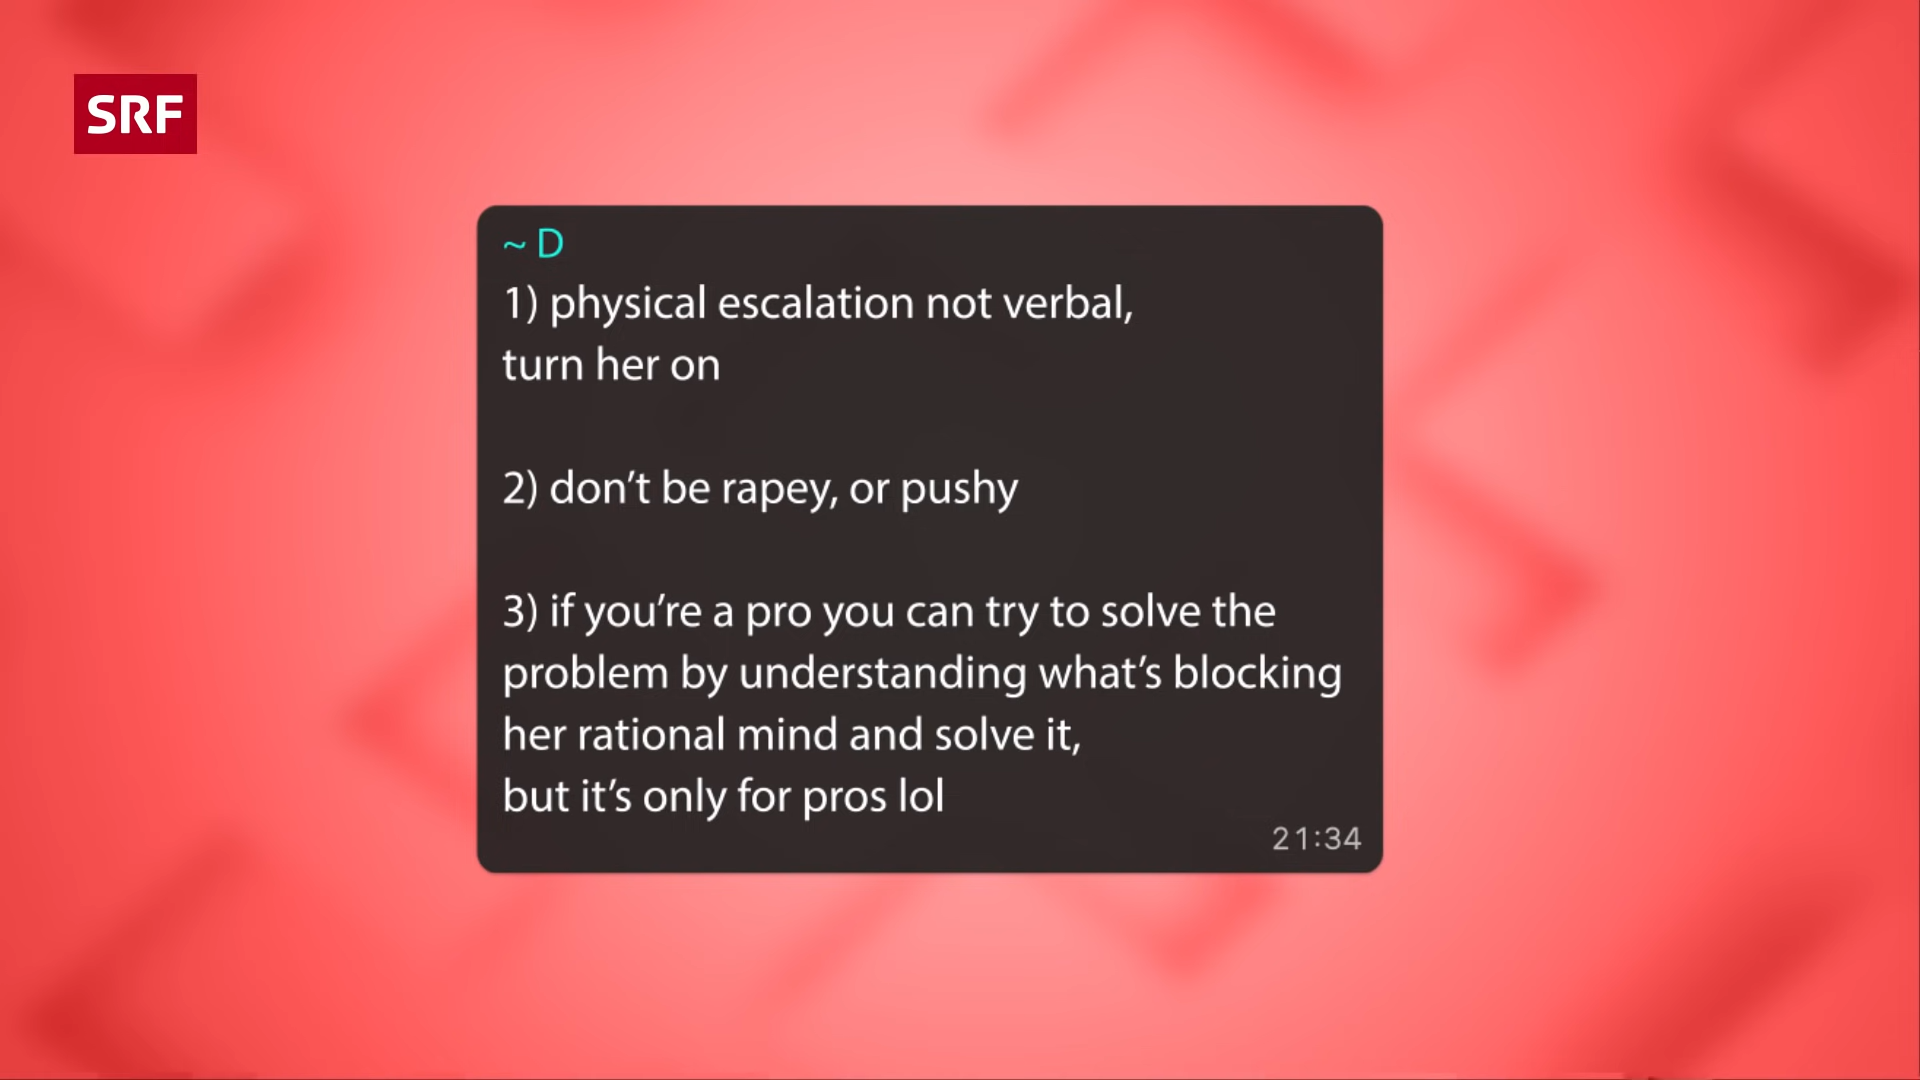 SRF
~ D
1) physical escalation not verbal,
turn her on
2) don’t be rapey, or pushy
3) if you’re a pro you can try to solve the
problem by understanding what’s blocking
her rational mind and solve it,
but it’s only for pros lol
21:34